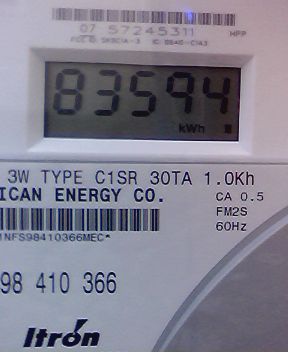 07 57245311
HPP
83594
kWh
3W TYPE C1SR 30TA 1.0Kh
ICAN ENERGY CO.
CA 0.5
FM2S
60Hz
98 410 366
Itron